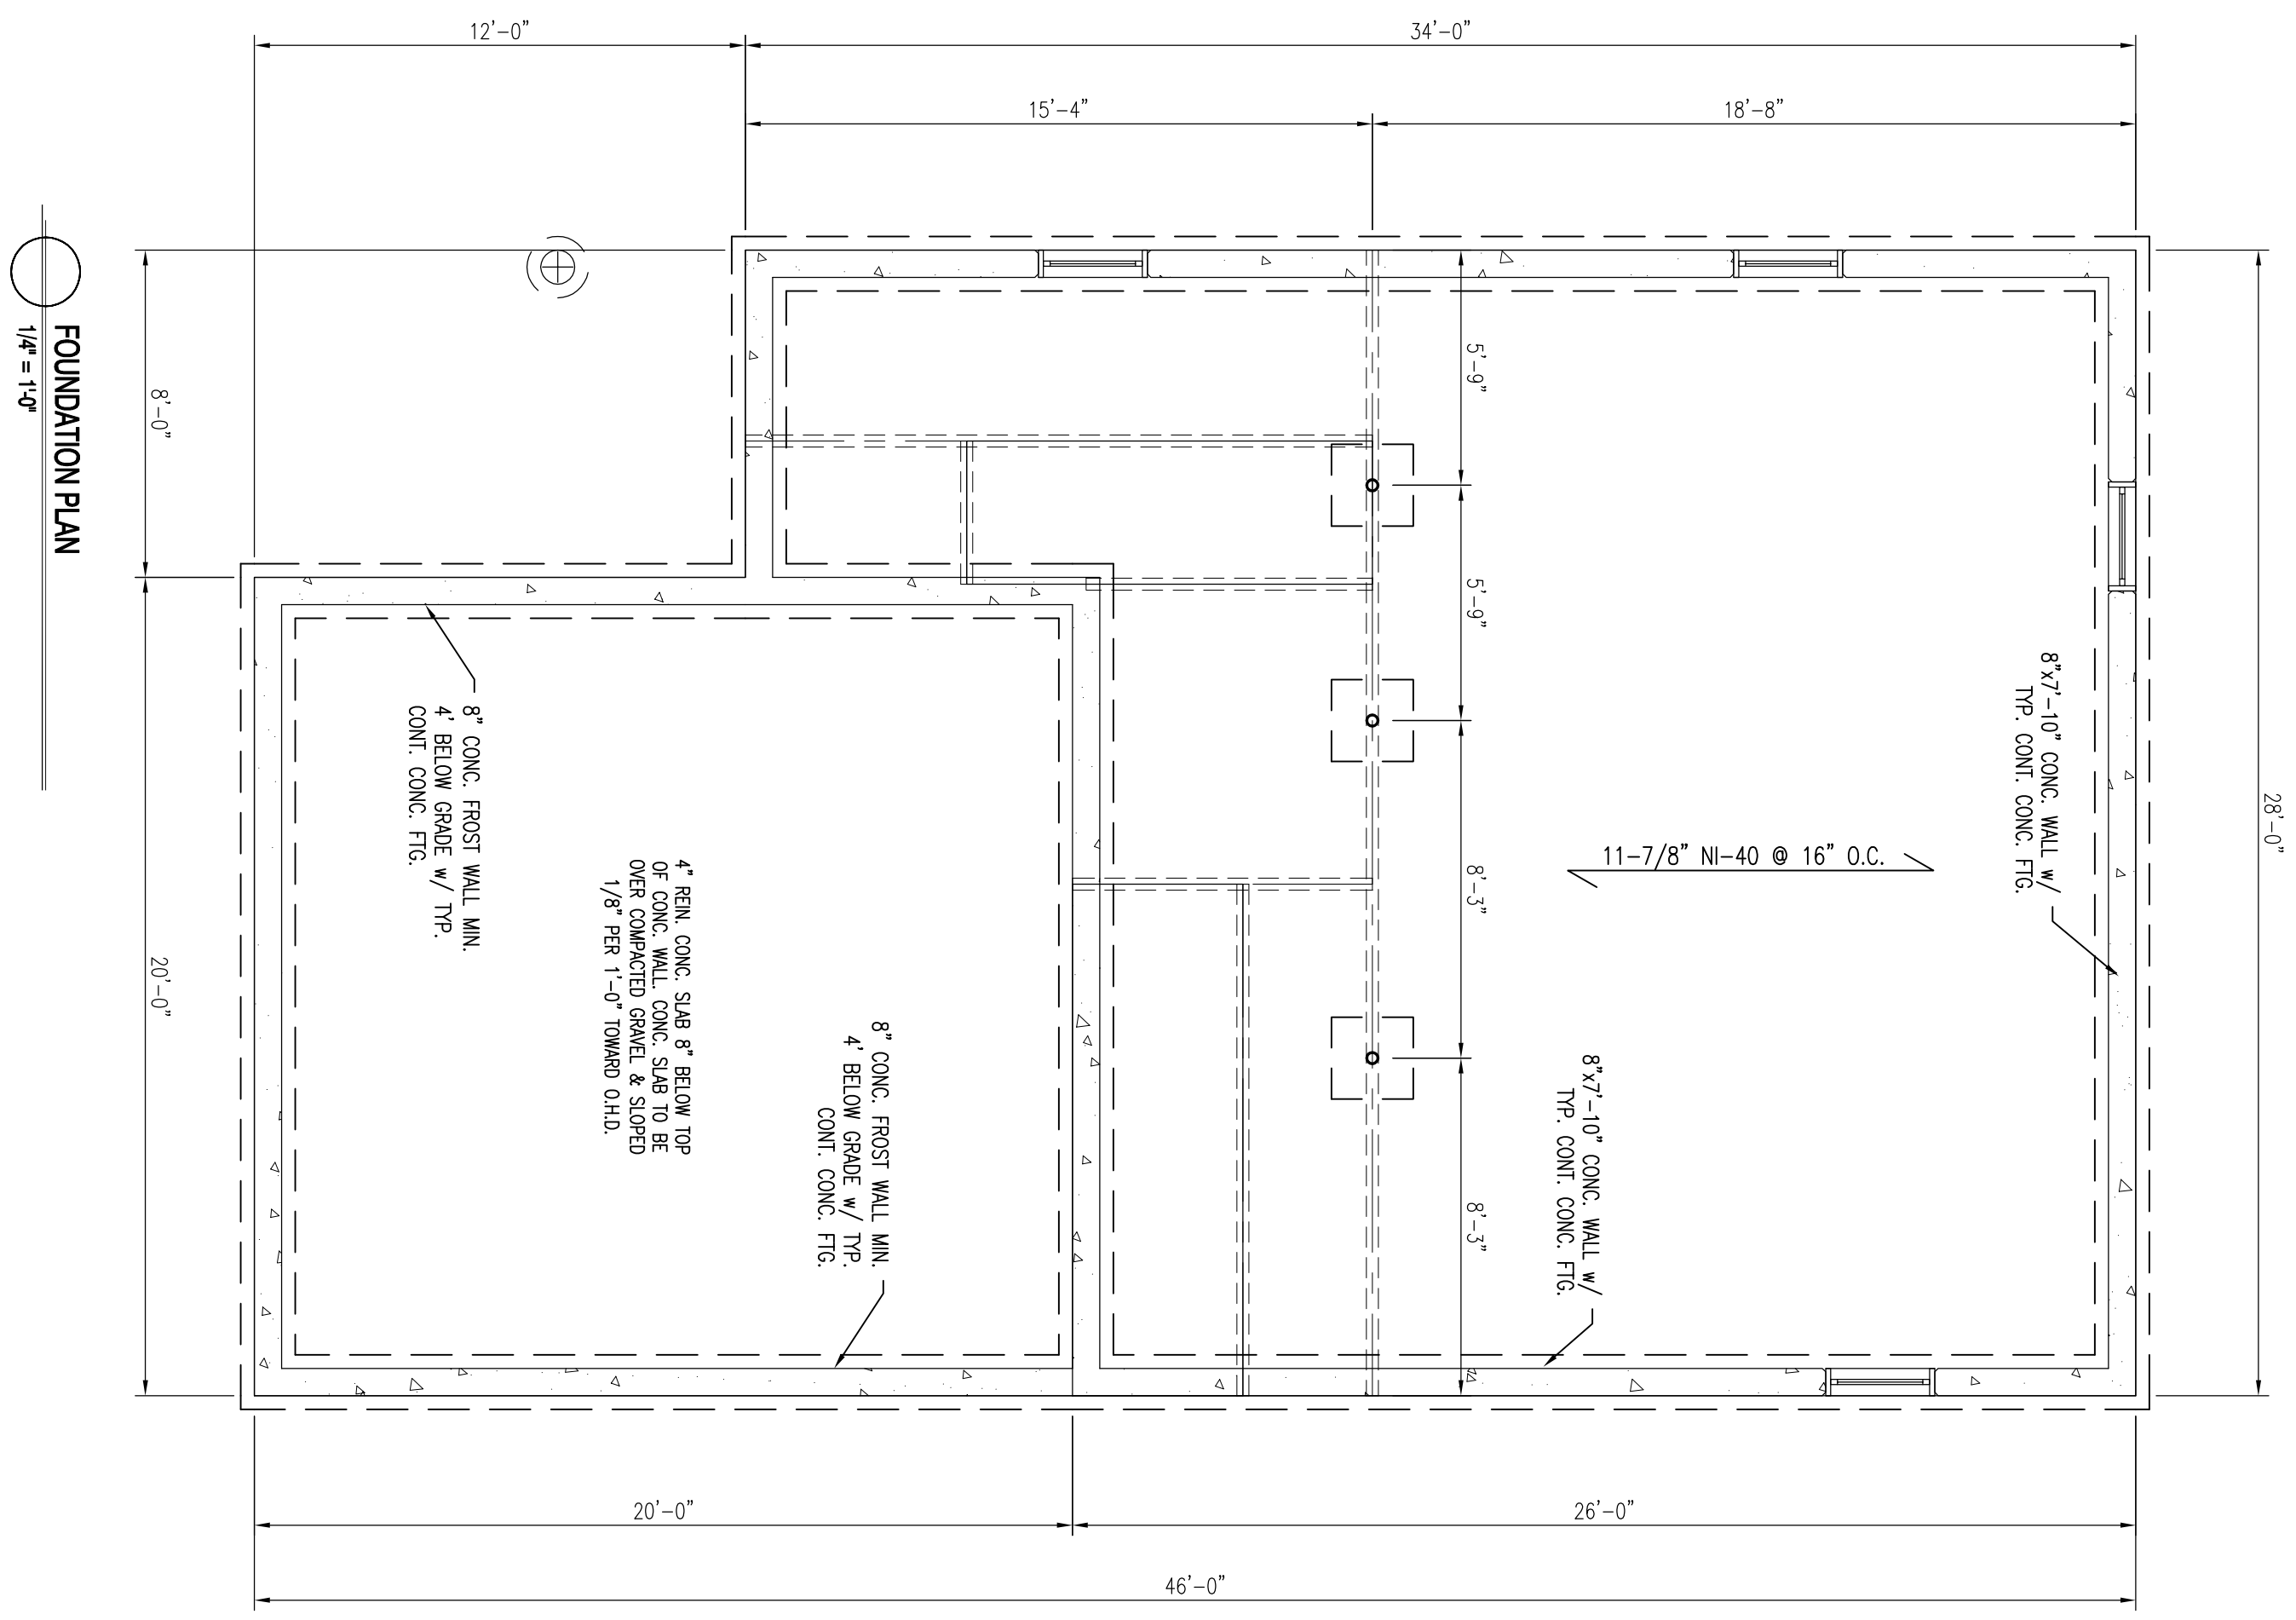 12'-0"
34'-0"
15'-4"
18'-8"
5'-9"
5'-9"
8'-3"
8'-3"
28'-0"
8'-0"
20'-0"
8"x7'-10" CONC. WALL w/
TYP. CONT. CONC. FTG.
11-7/8" NI-40 @ 16" O.C.
8"x7'-10" CONC. WALL w/
TYP. CONT. CONC. FTG.
8" CONC. FROST WALL MIN.
4' BELOW GRADE w/ TYP.
CONT. CONC. FTG.
4" REIN. CONC. SLAB 8" BELOW TOP
OF CONC. WALL. CONC. SLAB TO BE
OVER COMPACTED GRAVEL & SLOPED
1/8" PER 1'-0" TOWARD O.H.D.
8" CONC. FROST WALL MIN.
4' BELOW GRADE w/ TYP.
CONT. CONC. FTG.
20'-0"
26'-0"
46'-0"
FOUNDATION PLAN
1/4" = 1'-0"